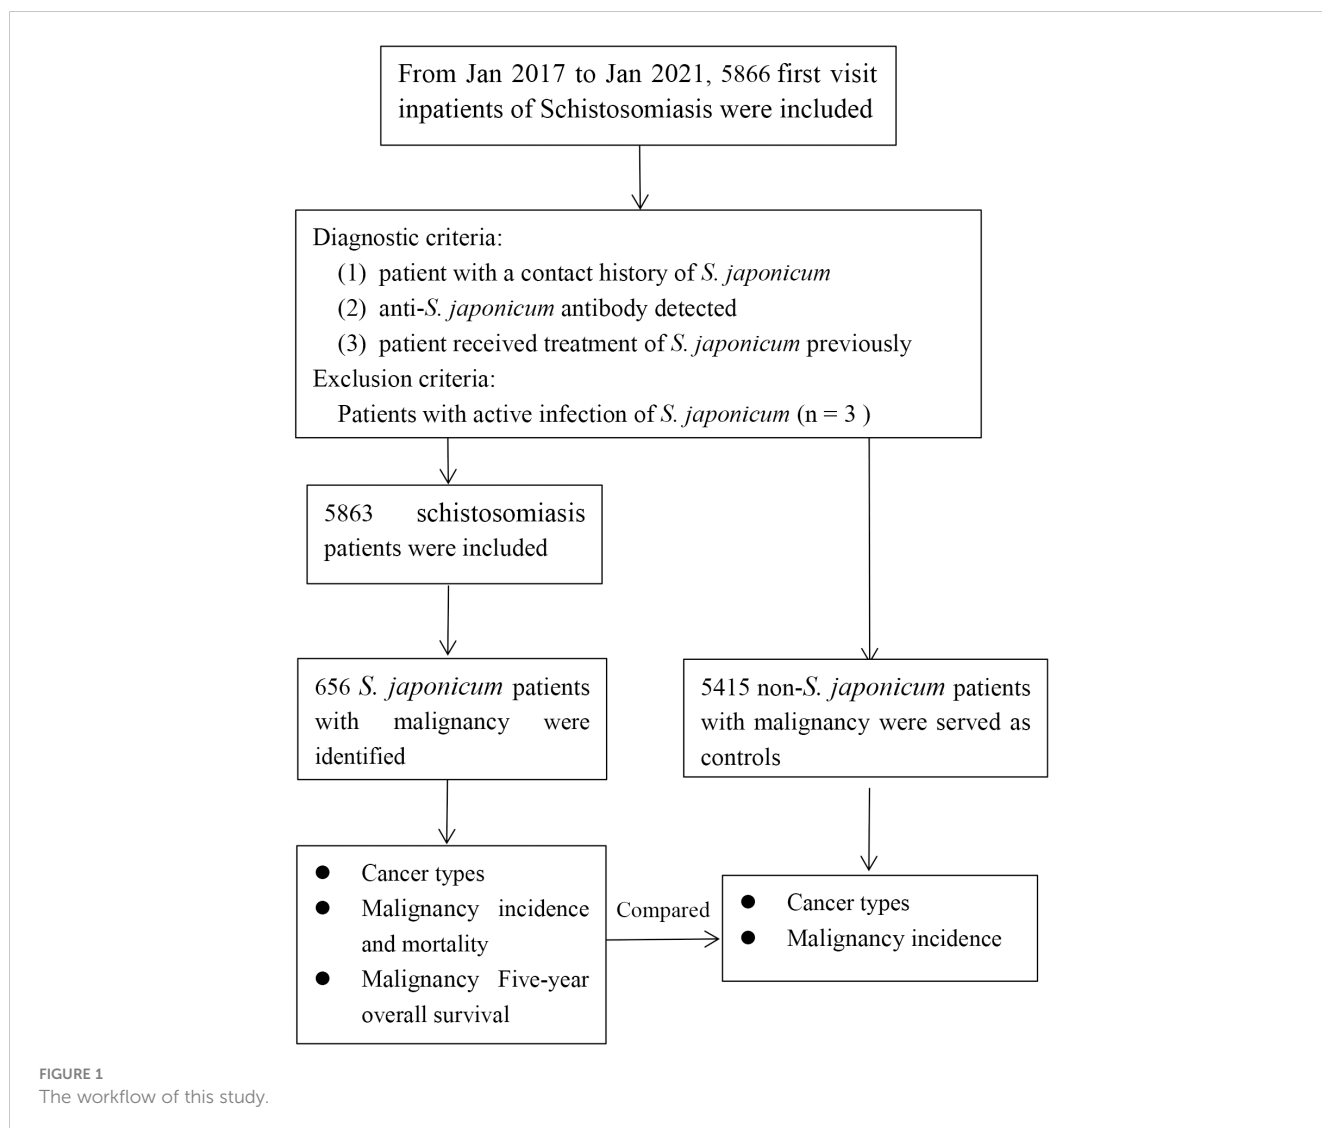 From Jan 2017 to Jan 2021, 5866 first visit
inpatients of Schistosomiasis were included
Diagnostic criteria:
(1) patient with a contact history of S. japonicum
(2) anti-S. japonicum antibody detected
(3) patient received treatment of S. japonicum previously
Exclusion criteria:
Patients with active infection of S. japonicum (n = 3 )
5863 schistosomiasis
patients were included
656 S. japonicum patients
with malignancy were
identified
5415 non-S. japonicum patients
with malignancy were served as
controls
● Cancer types
● Malignancy incidence
and mortality
● Malignancy Five-year
overall survival
Compared
● Cancer types
● Malignancy incidence
FIGURE 1
The workflow of this study.